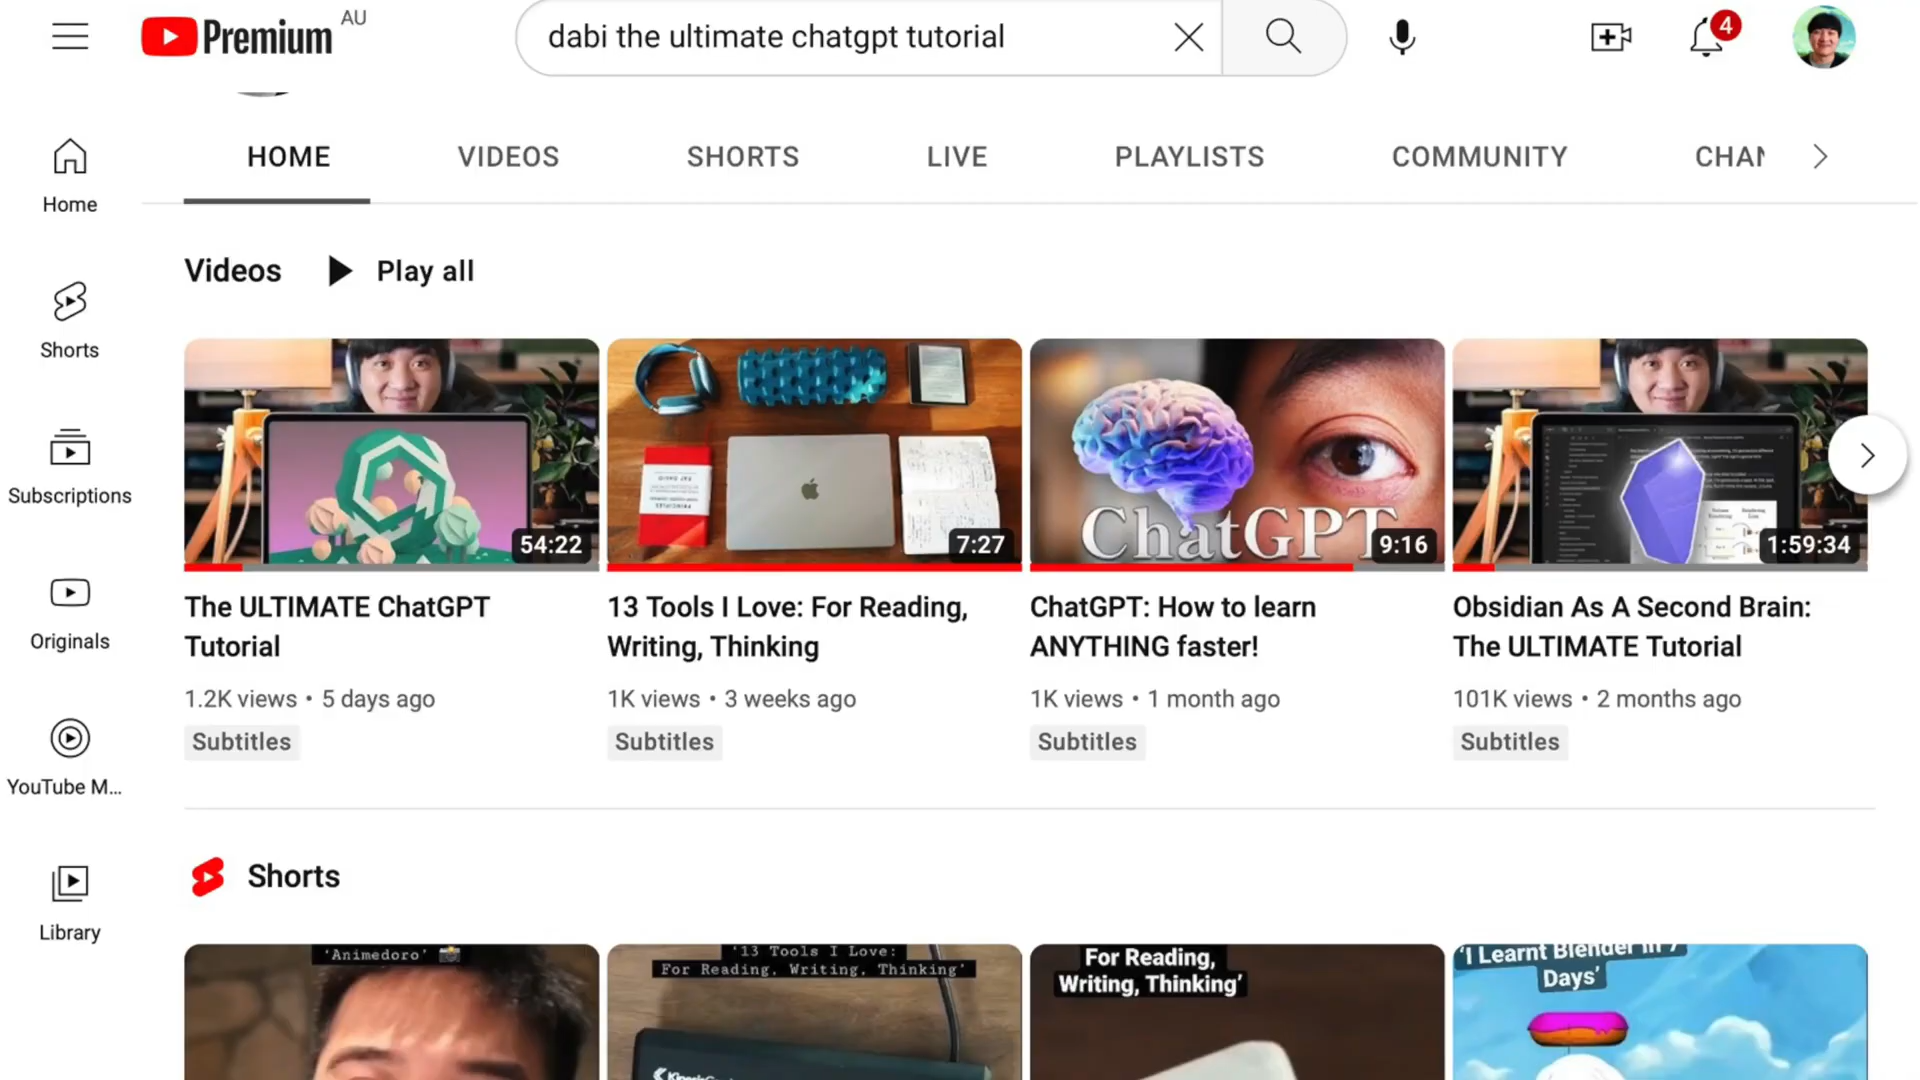 Premium AU
dabi the ultimate chatgpt tutorial
4
HOME VIDEOS SHORTS LIVE PLAYLISTS COMMUNITY CHAN
Home
Shorts
Subscriptions
Originals
YouTube M...
Library
Videos Play all
54:22
7:27
ChatGPT
9:16
1:59:34
The ULTIMATE ChatGPT
Tutorial
1.2K views • 5 days ago
Subtitles
13 Tools I Love: For Reading,
Writing, Thinking
1K views • 3 weeks ago
Subtitles
ChatGPT: How to learn
ANYTHING faster!
1K views • 1 month ago
Subtitles
Obsidian As A Second Brain:
The ULTIMATE Tutorial
101K views • 2 months ago
Subtitles
Shorts
'Animedoro'
'13 Tools I Love:
For Reading, Writing, Thinking'
For Reading,
Writing, Thinking'
'I Learnt Blender in 7
Days'